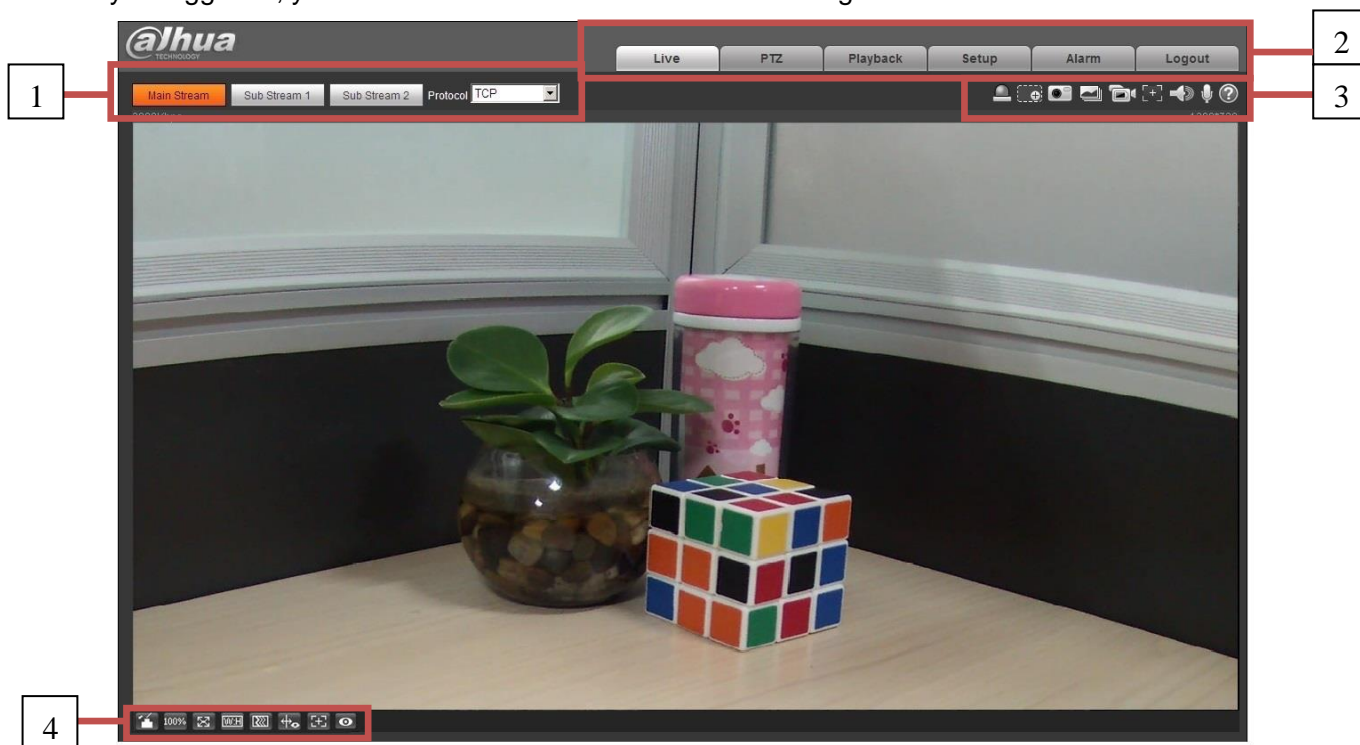 alhua
TECHNOLOGY
2
Live PTZ Playback Setup Alarm Logout
1
Main Stream Sub Stream 1 Sub Stream 2 Protocol TCP
3
4
100% W:H